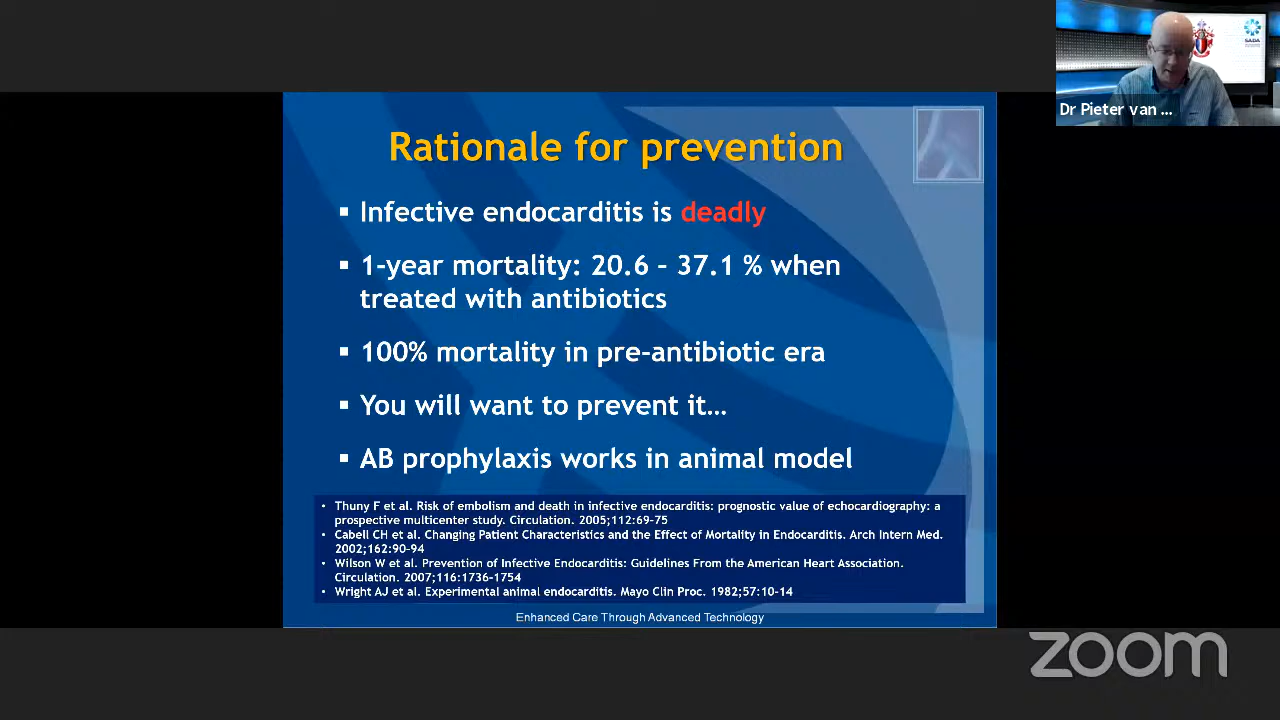 SADA
Dr Pieter van ...
Rationale for prevention
▪ Infective endocarditis is deadly
▪ 1-year mortality: 20.6 – 37.1 % when
treated with antibiotics
▪ 100% mortality in pre-antibiotic era
▪ You will want to prevent it…
▪ AB prophylaxis works in animal model
• Thuny F et al. Risk of embolism and death in infective endocarditis: prognostic value of echocardiography: a
prospective multicenter study. Circulation. 2005;112:69-75
• Cabell CH et al. Changing Patient Characteristics and the Effect of Mortality in Endocarditis. Arch Intern Med.
2002;162:90-94
• Wilson W et al. Prevention of Infective Endocarditis: Guidelines From the American Heart Association.
Circulation. 2007;116:1736-1754
• Wright AJ et al. Experimental animal endocarditis. Mayo Clin Proc. 1982;57:10-14
Enhanced Care Through Advanced Technology
zoom